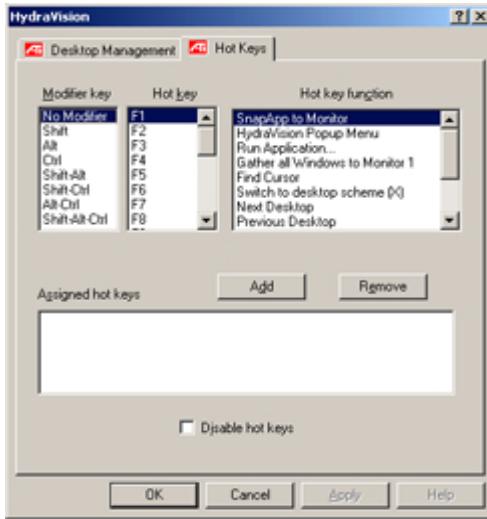 HydraVision
ATI Desktop Management
ATI Hot Keys
Modifier key
Hot key
Hot key function
No Modifier
Shift
Alt
Ctrl
Shift-Alt
Shift-Ctrl
Alt-Ctrl
Shift-Alt-Ctrl
F1
F2
F3
F4
F5
F6
F7
F8
SnapApp to Monitor
HydraVision Popup Menu
Run Application...
Gather all Windows to Monitor 1
Find Cursor
Switch to desktop scheme (X)
Next Desktop
Previous Desktop
Assigned hot keys
Add
Remove
Disable hot keys
OK
Cancel
Apply
Help